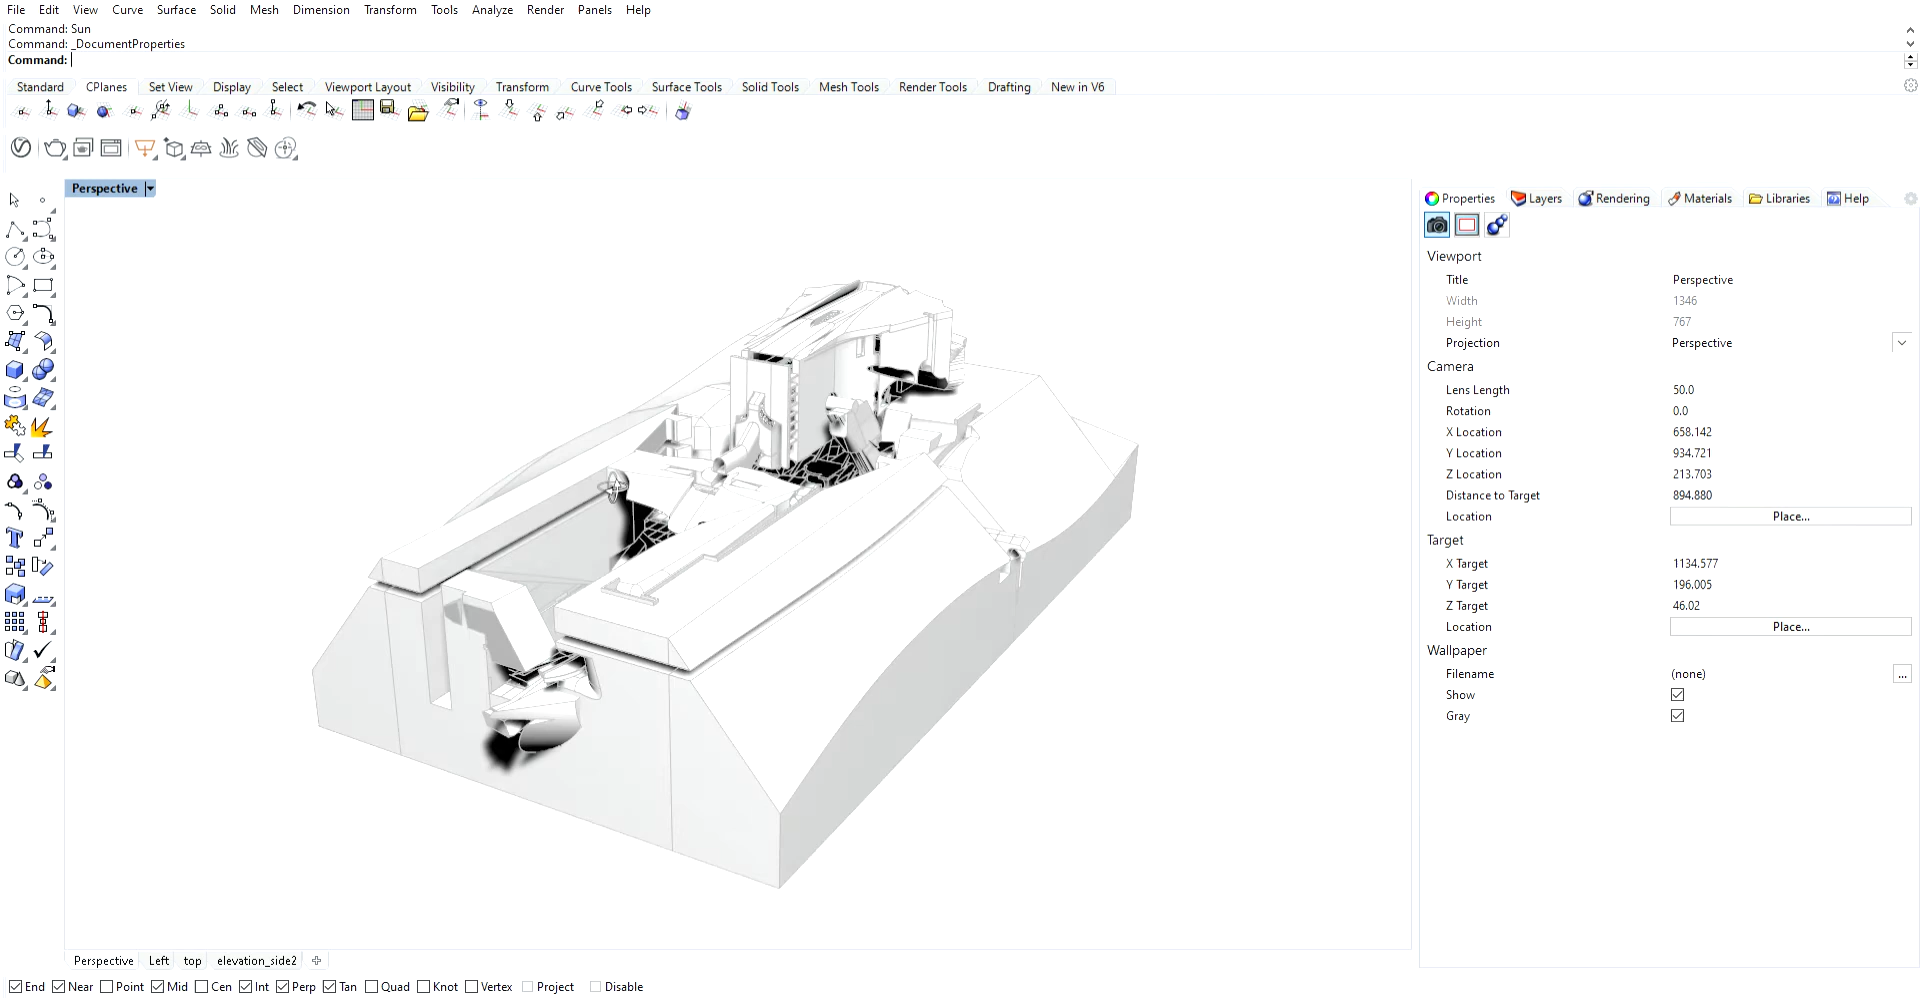 File Edit View Curve Surface Solid Mesh Dimension Transform Tools Analyze Render Panels Help
Command: Sun
Command: _DocumentProperties
Command:
Standard CPlanes Set View Display Select Viewport Layout Visibility Transform Curve Tools Surface Tools Solid Tools Mesh Tools Render Tools Drafting New in V6
Perspective
Properties Layers Rendering Materials Libraries Help
Viewport
Title Perspective
Width 1346
Height 767
Projection Perspective
Camera
Lens Length 50.0
Rotation 0.0
X Location 658.142
Y Location 934.721
Z Location 213.703
Distance to Target 894.880
Location Place...
Target
X Target 1134.577
Y Target 196.005
Z Target 46.02
Location Place...
Wallpaper
Filename (none) ...
Show
Gray
Perspective Left top elevation_side2
End Near Point Mid Cen Int Perp Tan Quad Knot Vertex Project Disable